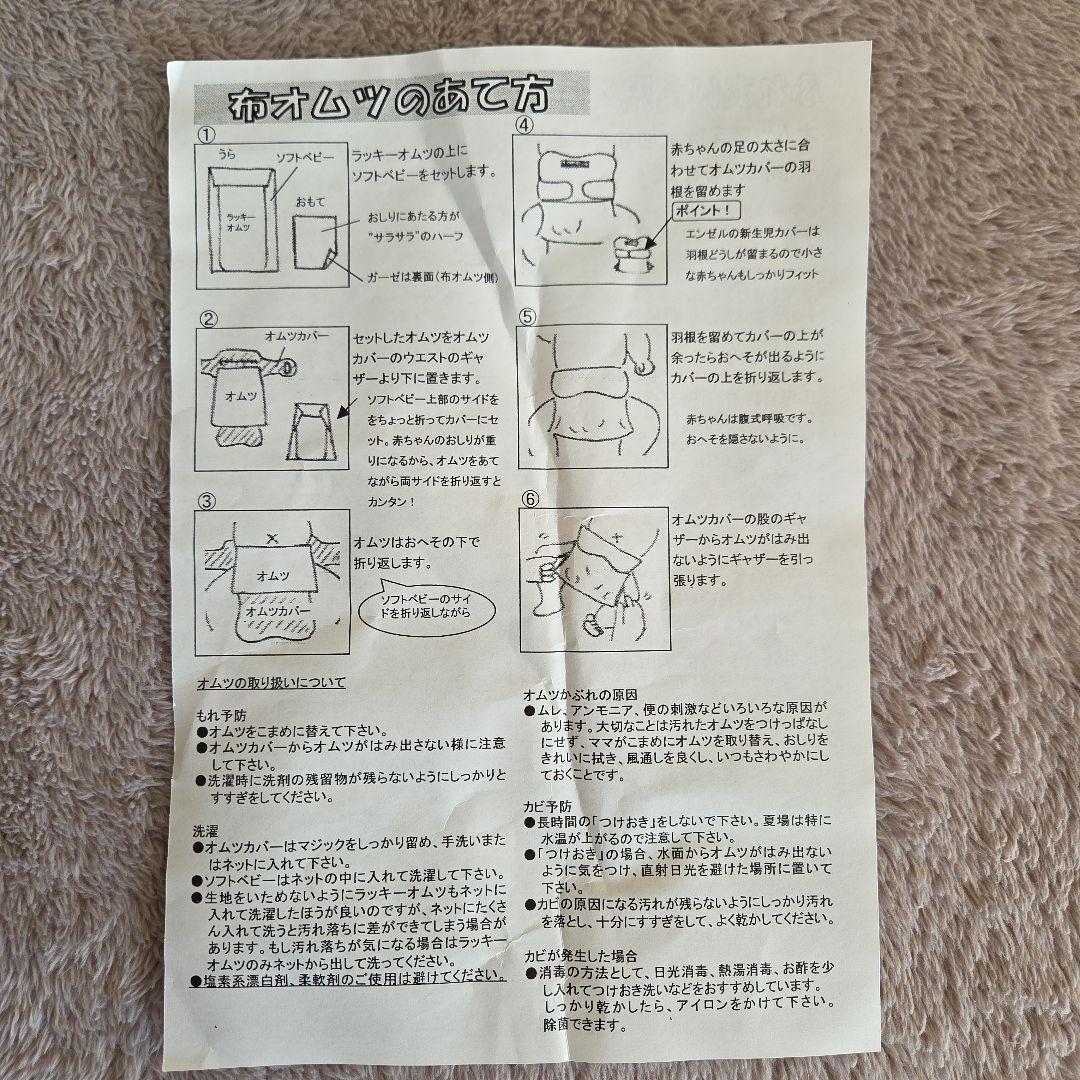 布オムツのあて方
①
うら
ソフトベビー
ラッキー
オムツ
おもて
ラッキーオムツの上に
ソフトベビーをセットします。
おしりにあたる方が
“サラサラ”のハーフ
ガーゼは裏面(布オムツ側)
②
オムツカバー
オムツ
セットしたオムツをオムツ
カバーのウエストのギャ
ザーより下に置きます。
ソフトベビー上部のサイドを
をちょっと折ってカバーにセ
ット。赤ちゃんのおしりが重
りになるから、オムツをあて
ながら両サイドを折り返すと
カンタン！
③
オムツ
オムツカバー
オムツはおへその下で
折り返します。
ソフトベビーのサイ
ドを折り返しながら
④
赤ちゃんの足の太さに合
わせてオムツカバーの羽
根を留めます
ポイント！
エンゼルの新生児カバーは
羽根どうしが留まるので小さ
な赤ちゃんもしっかりフィット
⑤
羽根を留めてカバーの上が
余ったらおへそが出るように
カバーの上を折り返します。
赤ちゃんは腹式呼吸です。
おへそを隠さないように。
⑥
オムツカバーの股のギャ
ザーからオムツがはみ出
ないようにギャザーを引っ
張ります。
オムツの取り扱いについて
もれ予防
●オムツをこまめに替えて下さい。
●オムツカバーからオムツがはみ出さない様に注意
して下さい。
●洗濯時に洗剤の残留物が残らないようにしっかりと
すすぎをしてください。
洗濯
●オムツカバーはマジックをしっかり留め、手洗いまた
はネットに入れて下さい。
●ソフトベビーはネットの中に入れて洗濯して下さい。
●生地をいためないようにラッキーオムツもネットに
入れて洗濯したほうが良いのですが、ネットにたくさ
ん入れて洗うと汚れ落ちに差ができてしまう場合が
あります。もし汚れ落ちが気になる場合はラッキー
オムツのみネットから出して洗ってください。
●塩素系漂白剤、柔軟剤のご使用は避けてください。
オムツかぶれの原因
●ムレ、アンモニア、便の刺激などいろいろな原因が
あります。大切なことは汚れたオムツをつけっぱなし
にせず、ママがこまめにオムツを取り替え、おしりを
きれいに拭き、風通しを良くし、いつもさわやかにし
ておくことです。
カビ予防
●長時間の「つけおき」をしないで下さい。夏場は特に
水温が上がるので注意して下さい。
●「つけおき」の場合、水面からオムツがはみ出ない
ように気をつけ、直射日光を避けた場所に置いて
下さい。
●カビの原因になる汚れが残らないようにしっかり汚れ
を落とし、十分にすすぎをして、よく乾かしてください。
カビが発生した場合
●消毒の方法として、日光消毒、熱湯消毒、お酢を少
し入れてつけおき洗いなどをおすすめしています。
しっかり乾かしたら、アイロンをかけて下さい。
除菌できます。